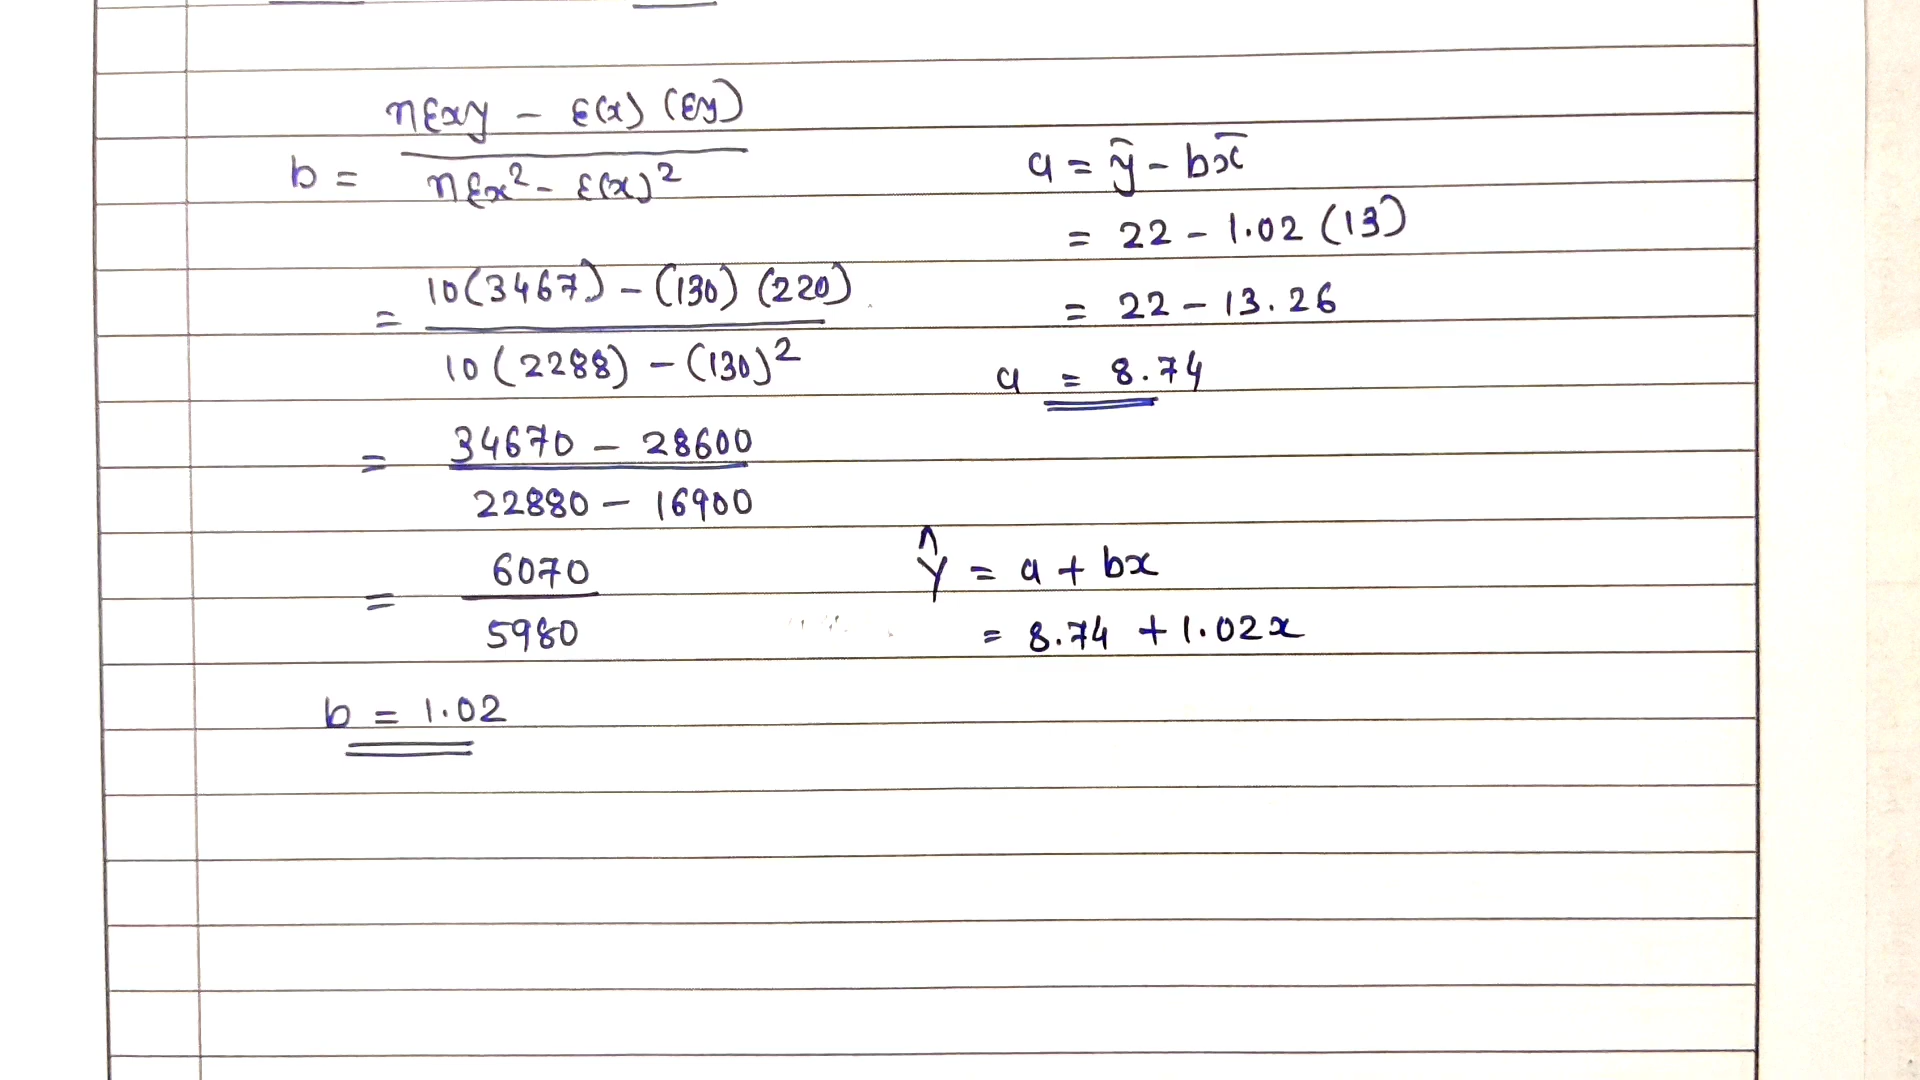 nΣxy - Σ(x) (Σy)
b = nΣx² - Σ(x)²
= 10(3467) - (130) (220)
10(2288) - (130)²
= 34670 - 28600
22880 - 16900
= 6070
5980
b = 1.02
a = ȳ - bx̄
= 22 - 1.02 (13)
= 22 - 13.26
a = 8.74
Ŷ = a + bx
= 8.74 + 1.02x